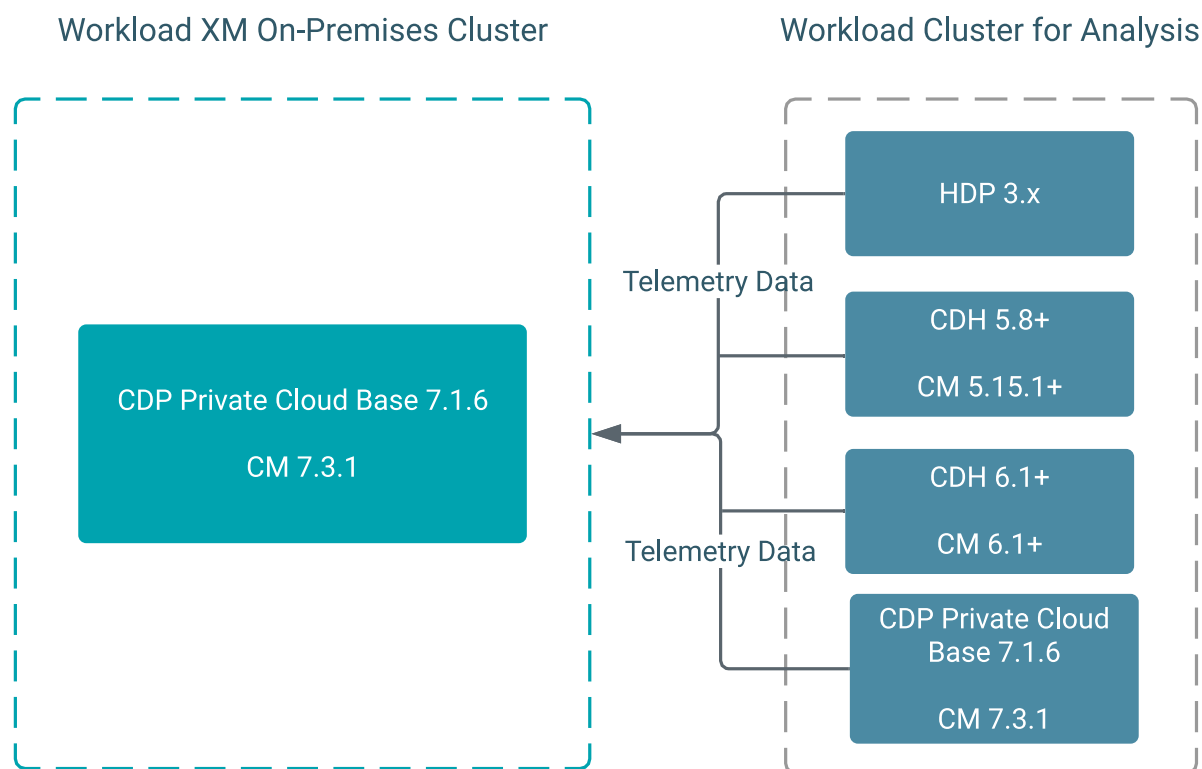 Workload XM On-Premises Cluster
Workload Cluster for Analysis
CDP Private Cloud Base 7.1.6
CM 7.3.1
Telemetry Data
Telemetry Data
HDP 3.x
CDH 5.8+
CM 5.15.1+
CDH 6.1+
CM 6.1+
CDP Private Cloud
Base 7.1.6
CM 7.3.1